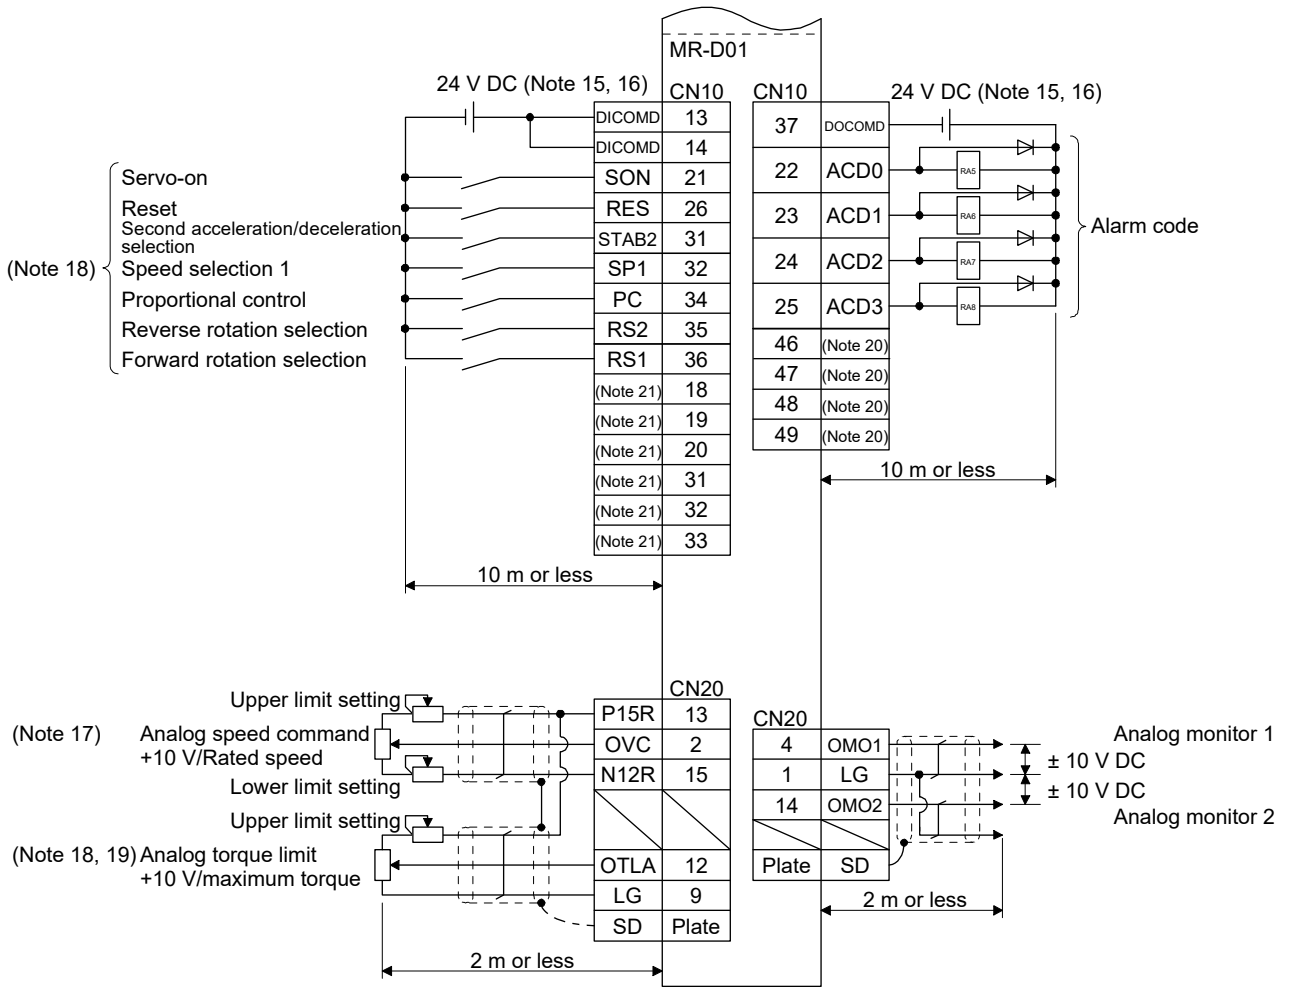 MR-D01
24 V DC (Note 15, 16)
CN10
CN10
24 V DC (Note 15, 16)
DICOMD 13
DICOMD 14
Servo-on SON 21
Reset RES 26
Second acceleration/deceleration
selection STAB2 31
(Note 18) Speed selection 1 SP1 32
Proportional control PC 34
Reverse rotation selection RS2 35
Forward rotation selection RS1 36
(Note 21) 18
(Note 21) 19
(Note 21) 20
(Note 21) 31
(Note 21) 32
(Note 21) 33
10 m or less
37 DOCOMD
22 ACD0 RA5
23 ACD1 RA6
24 ACD2 RA7
25 ACD3 RA8
Alarm code
46 (Note 20)
47 (Note 20)
48 (Note 20)
49 (Note 20)
10 m or less
CN20
Upper limit setting
P15R 13
(Note 17) Analog speed command
+10 V/Rated speed
OVC 2
N12R 15
Lower limit setting
Upper limit setting
(Note 18, 19) Analog torque limit
+10 V/maximum torque
OTLA 12
LG 9
SD Plate
2 m or less
CN20
4 OMO1
Analog monitor 1
± 10 V DC
1 LG
± 10 V DC
14 OMO2
Analog monitor 2
Plate SD
2 m or less